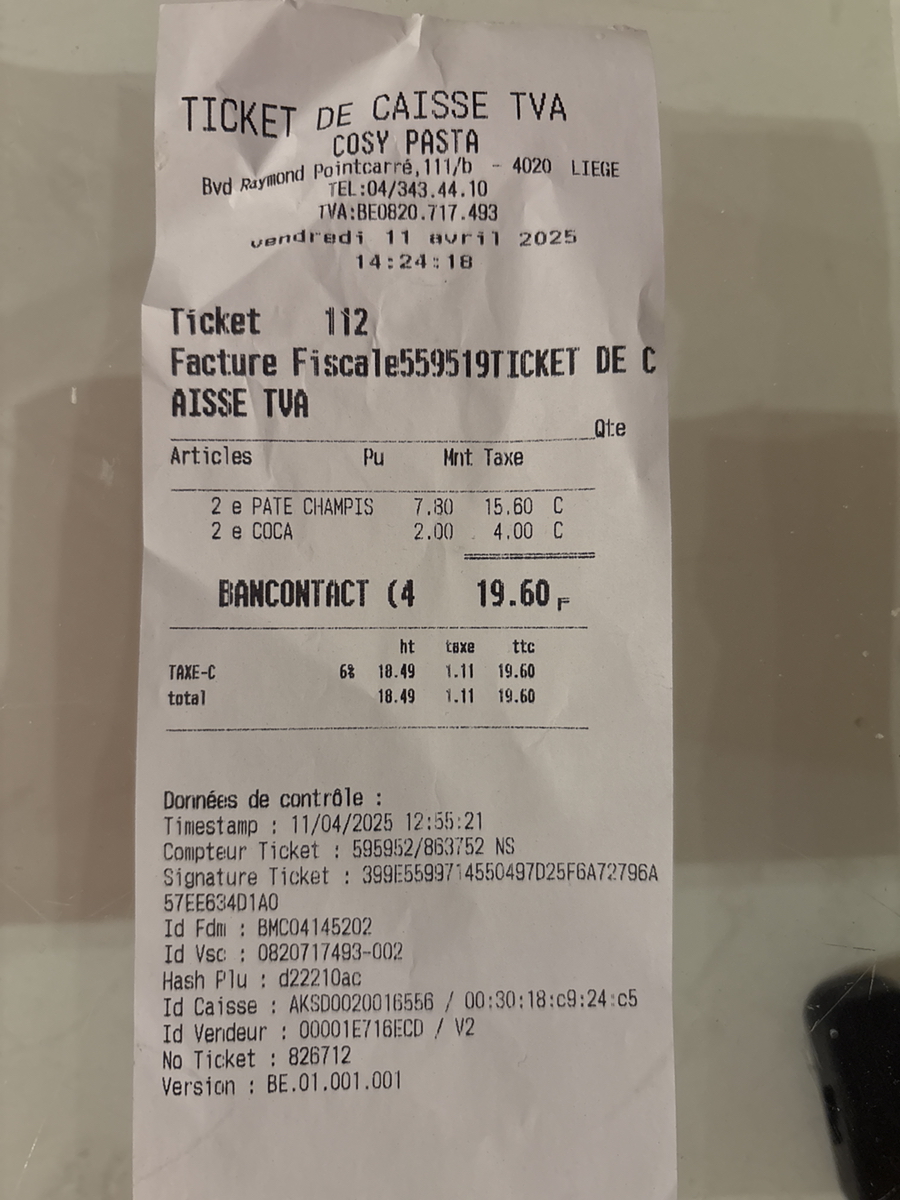 TICKET DE CAISSE TVA
COSY PASTA
Bvd Raymond Pointcarré,111/b - 4020 LIEGE
TEL:04/343.44.10
TVA:BE0820.717.493
vendredi 11 avril 2025
14:24:18
Ticket 112
Facture Fiscale559519TICKET DE C
AISSE TVA
Qte
Articles Pu Mnt Taxe
2 e PATE CHAMPIS 7.80 15.60 C
2 e COCA 2.00 4.00 C
BANCONTACT (4 19.60 F
ht taxe ttc
TAXE-C 6% 18.49 1.11 19.60
total 18.49 1.11 19.60
Données de contrôle :
Timestamp : 11/04/2025 12:55:21
Compteur Ticket : 595952/863752 NS
Signature Ticket : 399E5599714550497D25F6A72796A
57EE634D1A0
Id Fdm : BMC04145202
Id Vsc : 0820717493-002
Hash Plu : d22210ac
Id Caisse : AKSD0020016556 / 00:30:18:c9:24:c5
Id Vendeur : 00001E716ECD / V2
No Ticket : 826712
Version : BE.01.001.001